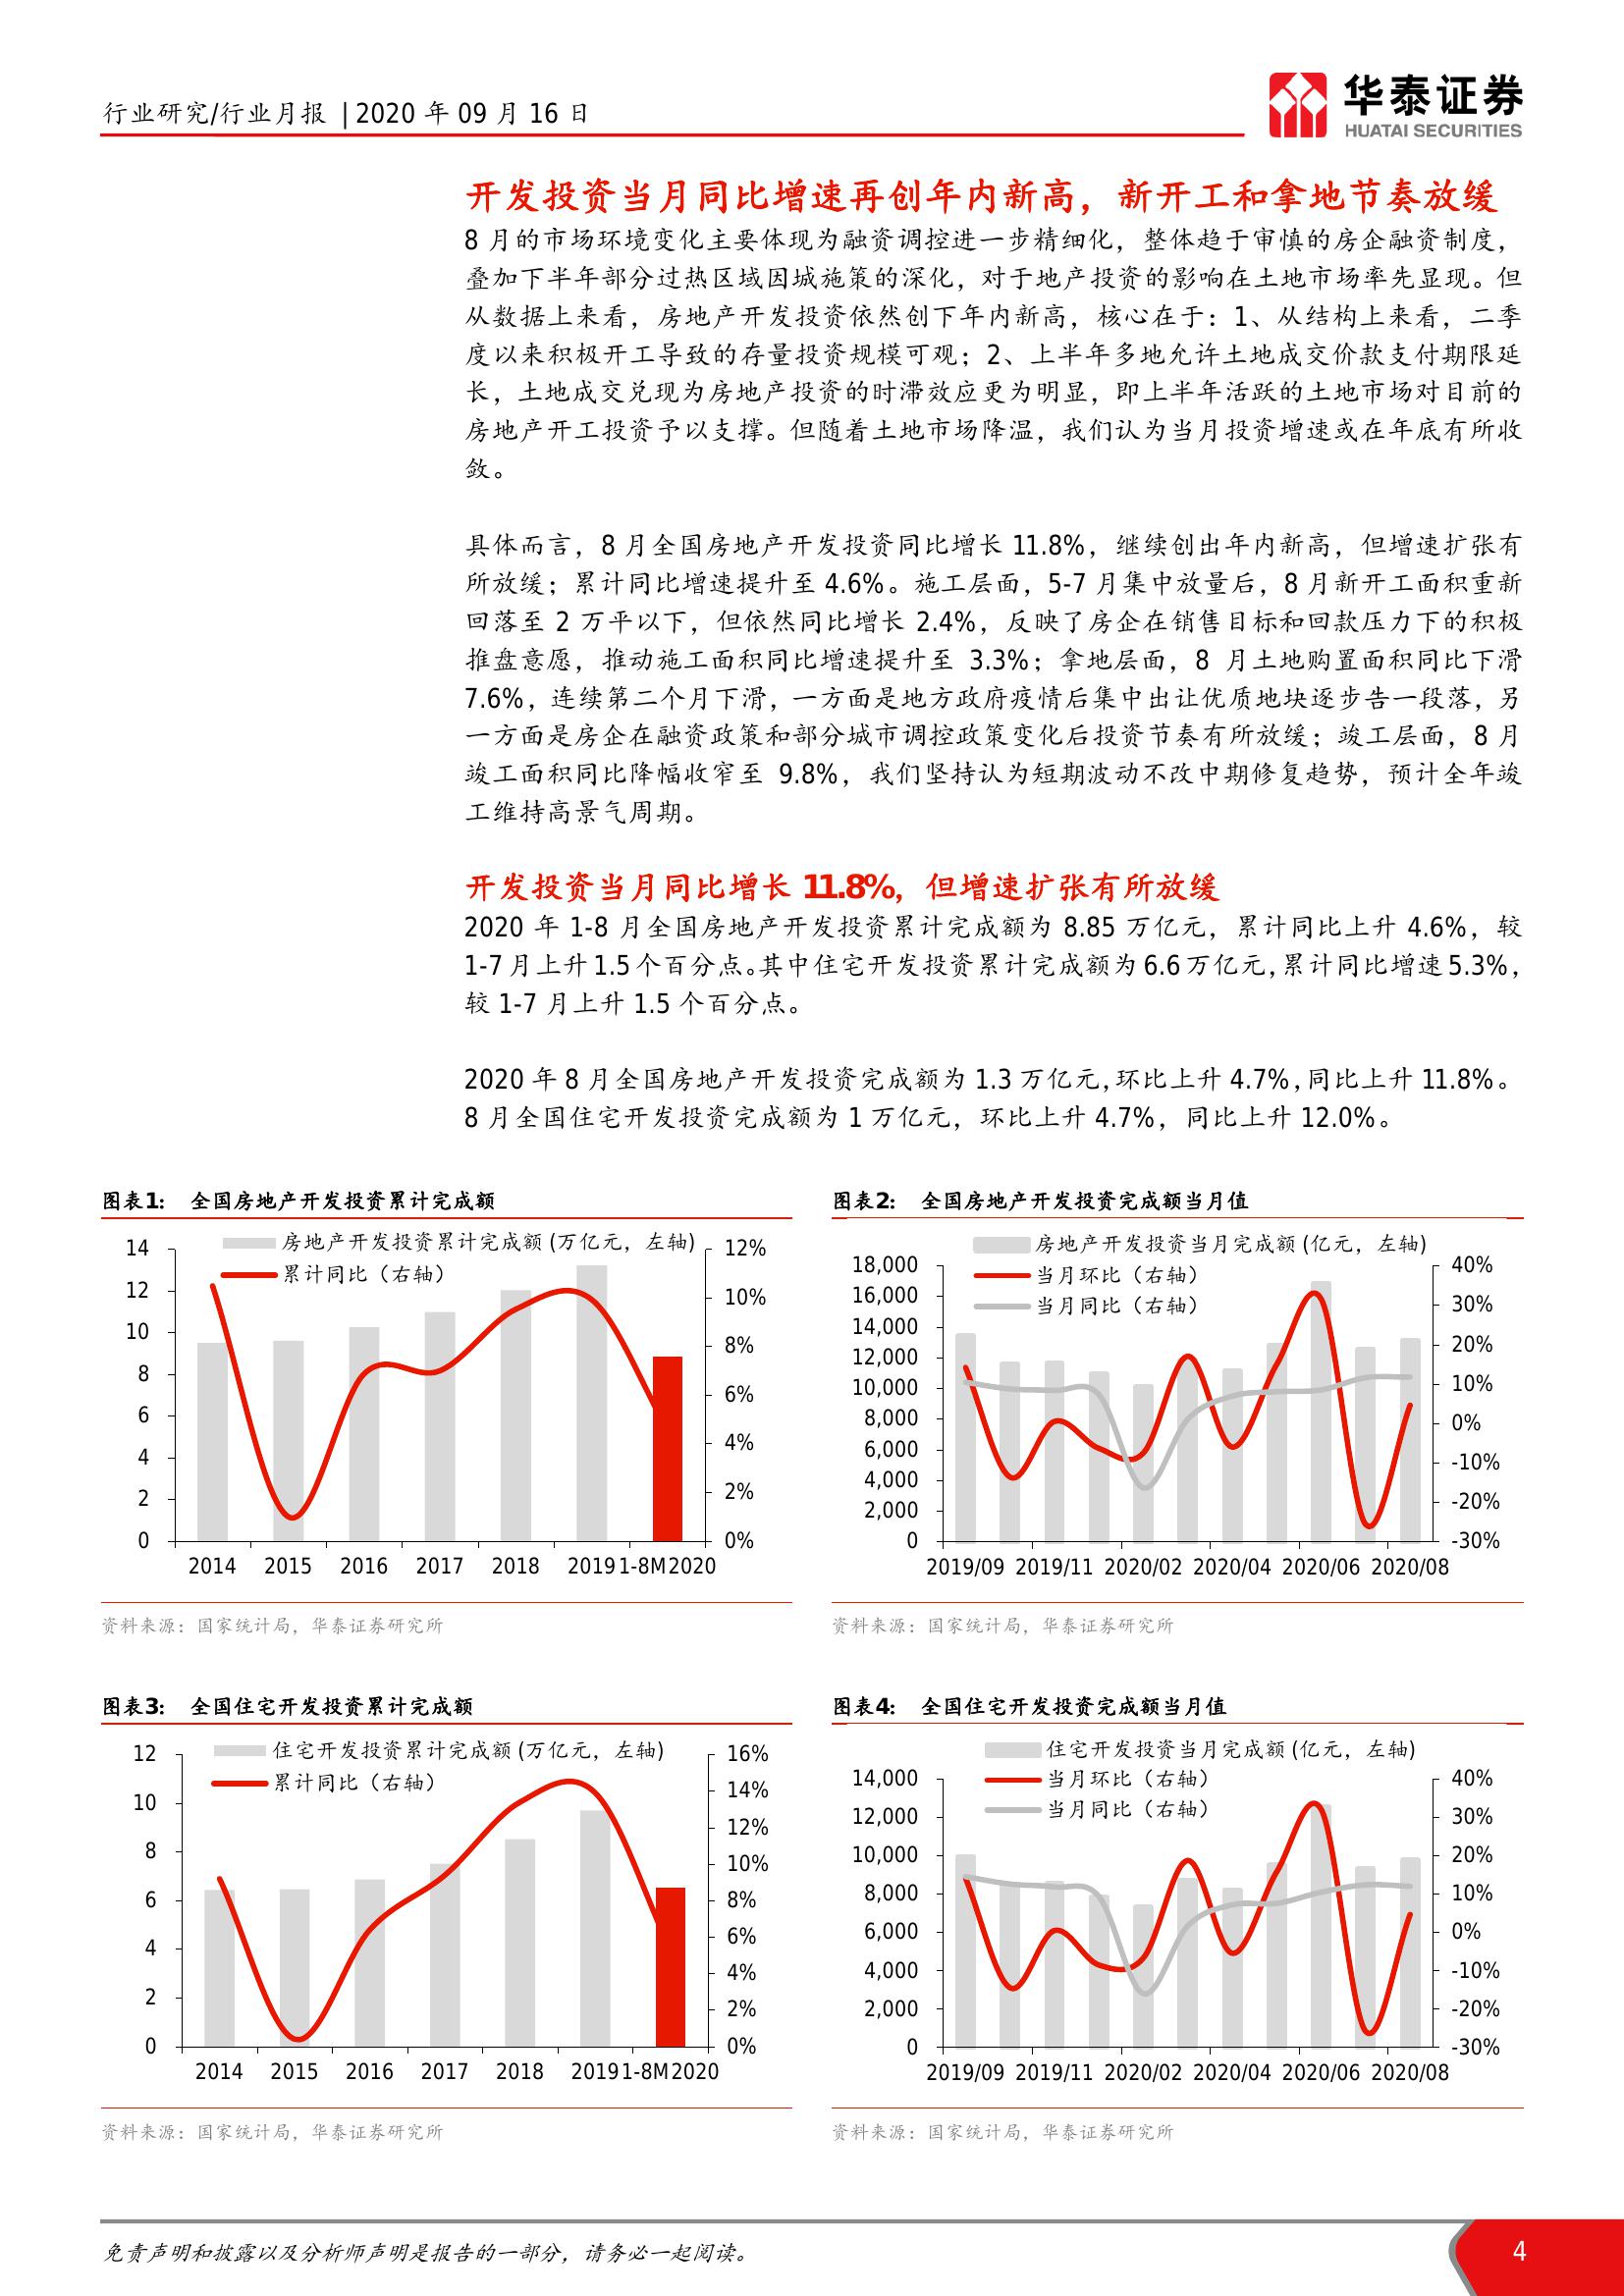 行业研究/行业月报 | 2020 年 09 月 16 日
华泰证券
HUATAI SECURITIES
开发投资当月同比增速再创年内新高，新开工和拿地节奏放缓
8 月的市场环境变化主要体现为融资调控进一步精细化，整体趋于审慎的房企融资制度，
叠加下半年部分过热区域因城施策的深化，对于地产投资的影响在土地市场率先显现。但
从数据上来看，房地产开发投资依然创下年内新高，核心在于：1、从结构上来看，二季
度以来积极开工导致的存量投资规模可观；2、上半年多地允许土地成交价款支付期限延
长，土地成交兑现为房地产投资的时滞效应更为明显，即上半年活跃的土地市场对目前的
房地产开工投资予以支撑。但随着土地市场降温，我们认为当月投资增速或在年底有所收
敛。
具体而言，8 月全国房地产开发投资同比增长 11.8%，继续创出年内新高，但增速扩张有
所放缓；累计同比增速提升至 4.6%。施工层面，5-7 月集中放量后，8 月新开工面积重新
回落至 2 万平以下，但依然同比增长 2.4%，反映了房企在销售目标和回款压力下的积极
推盘意愿，推动施工面积同比增速提升至 3.3%；拿地层面，8 月土地购置面积同比下滑
7.6%，连续第二个月下滑，一方面是地方政府疫情后集中出让优质地块逐步告一段落，另
一方面是房企在融资政策和部分城市调控政策变化后投资节奏有所放缓；竣工层面，8 月
竣工面积同比降幅收窄至 9.8%，我们坚持认为短期波动不改中期修复趋势，预计全年竣
工维持高景气周期。
开发投资当月同比增长 11.8%，但增速扩张有所放缓
2020 年 1-8 月全国房地产开发投资累计完成额为 8.85 万亿元，累计同比上升 4.6%，较
1-7 月上升 1.5 个百分点。其中住宅开发投资累计完成额为 6.6 万亿元，累计同比增速 5.3%，
较 1-7 月上升 1.5 个百分点。
2020 年 8 月全国房地产开发投资完成额为 1.3 万亿元，环比上升 4.7%，同比上升 11.8%。
8 月全国住宅开发投资完成额为 1 万亿元，环比上升 4.7%，同比上升 12.0%。
图表1： 全国房地产开发投资累计完成额
房地产开发投资累计完成额 (万亿元，左轴)
累计同比（右轴）
14
12
10
8
6
4
2
0
12%
10%
8%
6%
4%
2%
0%
2014 2015 2016 2017 2018 2019 1-8M2020
资料来源：国家统计局，华泰证券研究所
图表2： 全国房地产开发投资完成额当月值
房地产开发投资当月完成额 (亿元，左轴)
当月环比（右轴）
当月同比（右轴）
18,000
16,000
14,000
12,000
10,000
8,000
6,000
4,000
2,000
0
40%
30%
20%
10%
0%
-10%
-20%
-30%
2019/09 2019/11 2020/02 2020/04 2020/06 2020/08
资料来源：国家统计局，华泰证券研究所
图表3： 全国住宅开发投资累计完成额
住宅开发投资累计完成额 (万亿元，左轴)
累计同比（右轴）
12
10
8
6
4
2
0
16%
14%
12%
10%
8%
6%
4%
2%
0%
2014 2015 2016 2017 2018 2019 1-8M2020
资料来源：国家统计局，华泰证券研究所
图表4： 全国住宅开发投资完成额当月值
住宅开发投资当月完成额 (亿元，左轴)
当月环比（右轴）
当月同比（右轴）
14,000
12,000
10,000
8,000
6,000
4,000
2,000
0
40%
30%
20%
10%
0%
-10%
-20%
-30%
2019/09 2019/11 2020/02 2020/04 2020/06 2020/08
资料来源：国家统计局，华泰证券研究所
免责声明和披露以及分析师声明是报告的一部分，请务必一起阅读。
4